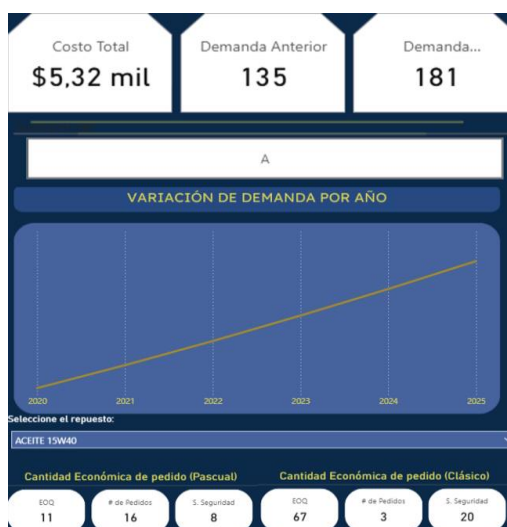 Costo Total
Demanda Anterior
Demanda...
$5,32 mil
135
181
A
VARIACIÓN DE DEMANDA POR AÑO
2020 2021 2022 2023 2024 2025
Seleccione el repuesto:
ACEITE 15W40
Cantidad Económica de pedido (Pascual)
Cantidad Económica de pedido (Clásico)
EOQ
# de Pedidos
S. Seguridad
EOQ
# de Pedidos
S. Seguridad
11
16
8
67
3
20